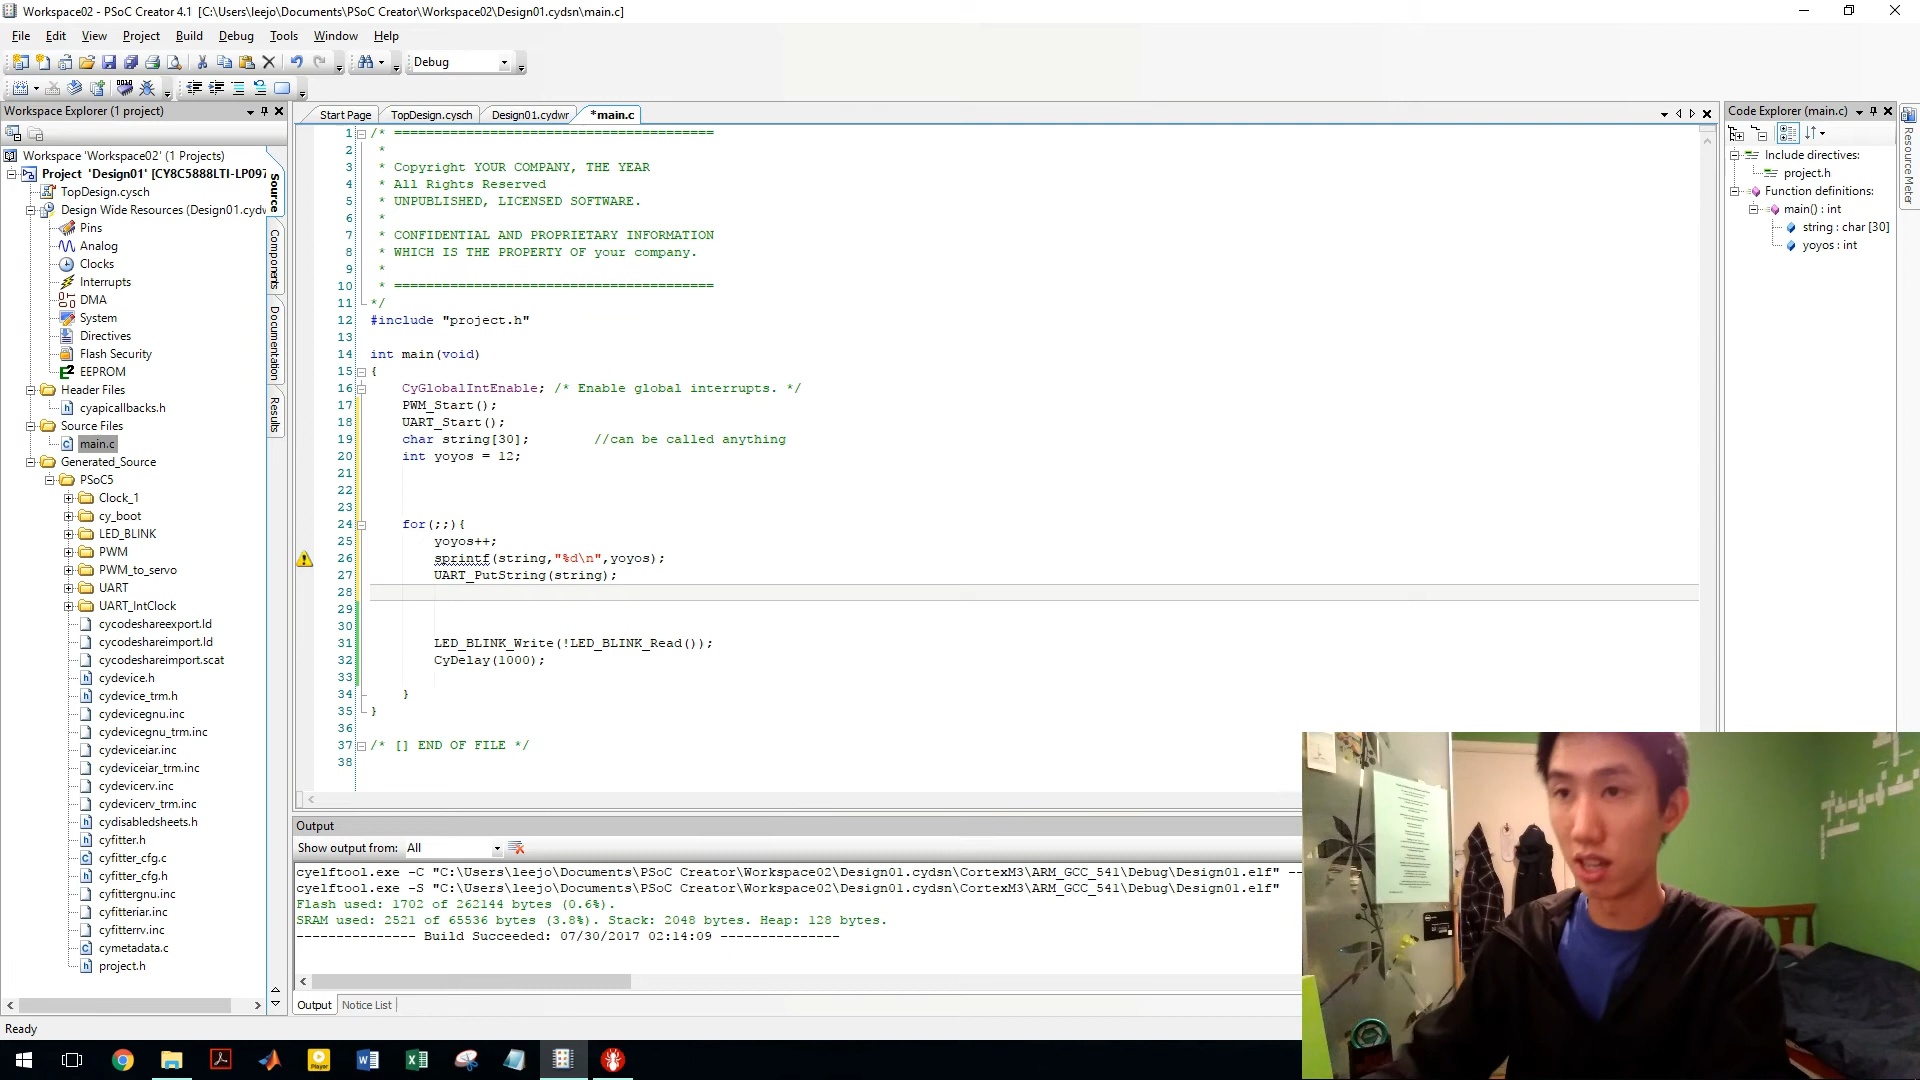 Workspace02 - PSoC Creator 4.1 [C:\Users\leejo\Documents\PSoC Creator\Workspace02\Design01.cydsn\main.c]
File Edit View Project Build Debug Tools Window Help
Debug
Workspace Explorer (1 project)
Workspace 'Workspace02' (1 Projects)
Project 'Design01' [CY8C5888LTI-LP097
TopDesign.cysch
Design Wide Resources (Design01.cydw
Pins
Analog
Clocks
Interrupts
DMA
System
Directives
Flash Security
EEPROM
Header Files
cyapicallbacks.h
Source Files
main.c
Generated_Source
PSoC5
Clock_1
cy_boot
LED_BLINK
PWM
PWM_to_servo
UART
UART_IntClock
cycodeshareexport.ld
cycodeshareimport.ld
cycodeshareimport.scat
cydevice.h
cydevice_trm.h
cydevicegnu.inc
cydevicegnu_trm.inc
cydeviceiar.inc
cydeviceiar_trm.inc
cydevicerv.inc
cydevicerv_trm.inc
cydisabledsheets.h
cyfitter.h
cyfitter_cfg.c
cyfitter_cfg.h
cyfittergnu.inc
cyfitteriar.inc
cyfitterrv.inc
cymetadata.c
project.h
Source
Components
Documentation
Results
Start Page TopDesign.cysch Design01.cydwr *main.c
1 /* ========================================
2 *
3 * Copyright YOUR COMPANY, THE YEAR
4 * All Rights Reserved
5 * UNPUBLISHED, LICENSED SOFTWARE.
6 *
7 * CONFIDENTIAL AND PROPRIETARY INFORMATION
8 * WHICH IS THE PROPERTY OF your company.
9 *
10 * ========================================
11 */
12 #include "project.h"
13
14 int main(void)
15 {
16 CyGlobalIntEnable; /* Enable global interrupts. */
17 PWM_Start();
18 UART_Start();
19 char string[30]; //can be called anything
20 int yoyos = 12;
21
22
23
24 for(;;){
25 yoyos++;
26 sprintf(string,"%d\n",yoyos);
27 UART_PutString(string);
28
29
30
31 LED_BLINK_Write(!LED_BLINK_Read());
32 CyDelay(1000);
33
34 }
35 }
36
37 /* [] END OF FILE */
38
Output
Show output from: All
cyelftool.exe -C "C:\Users\leejo\Documents\PSoC Creator\Workspace02\Design01.cydsn\CortexM3\ARM_GCC_541\Debug\Design01.elf" --
cyelftool.exe -S "C:\Users\leejo\Documents\PSoC Creator\Workspace02\Design01.cydsn\CortexM3\ARM_GCC_541\Debug\Design01.elf"
Flash used: 1702 of 262144 bytes (0.6%).
SRAM used: 2521 of 65536 bytes (3.8%). Stack: 2048 bytes. Heap: 128 bytes.
--------------- Build Succeeded: 07/30/2017 02:14:09 ---------------
Output Notice List
Code Explorer (main.c)
Include directives:
project.h
Function definitions:
main() : int
string : char [30]
yoyos : int
Resource Meter
Ready